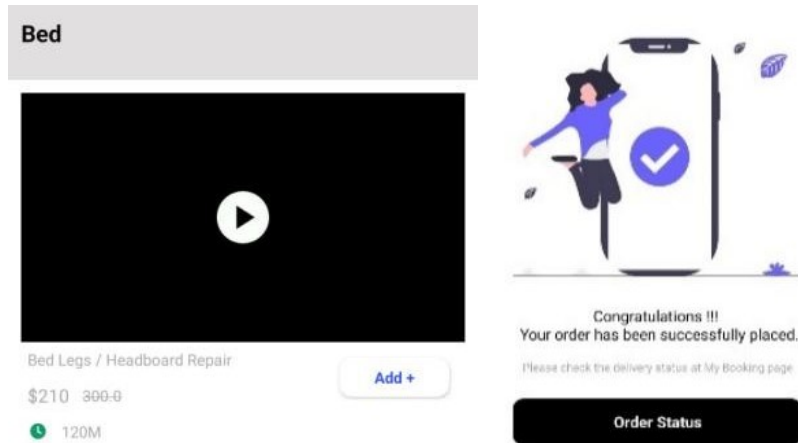 Bed
Bed Legs / Headboard Repair
Add +
$210 300.0
120M
Congratulations !!!
Your order has been successfully placed.
Please check the delivery status at My Booking page
Order Status